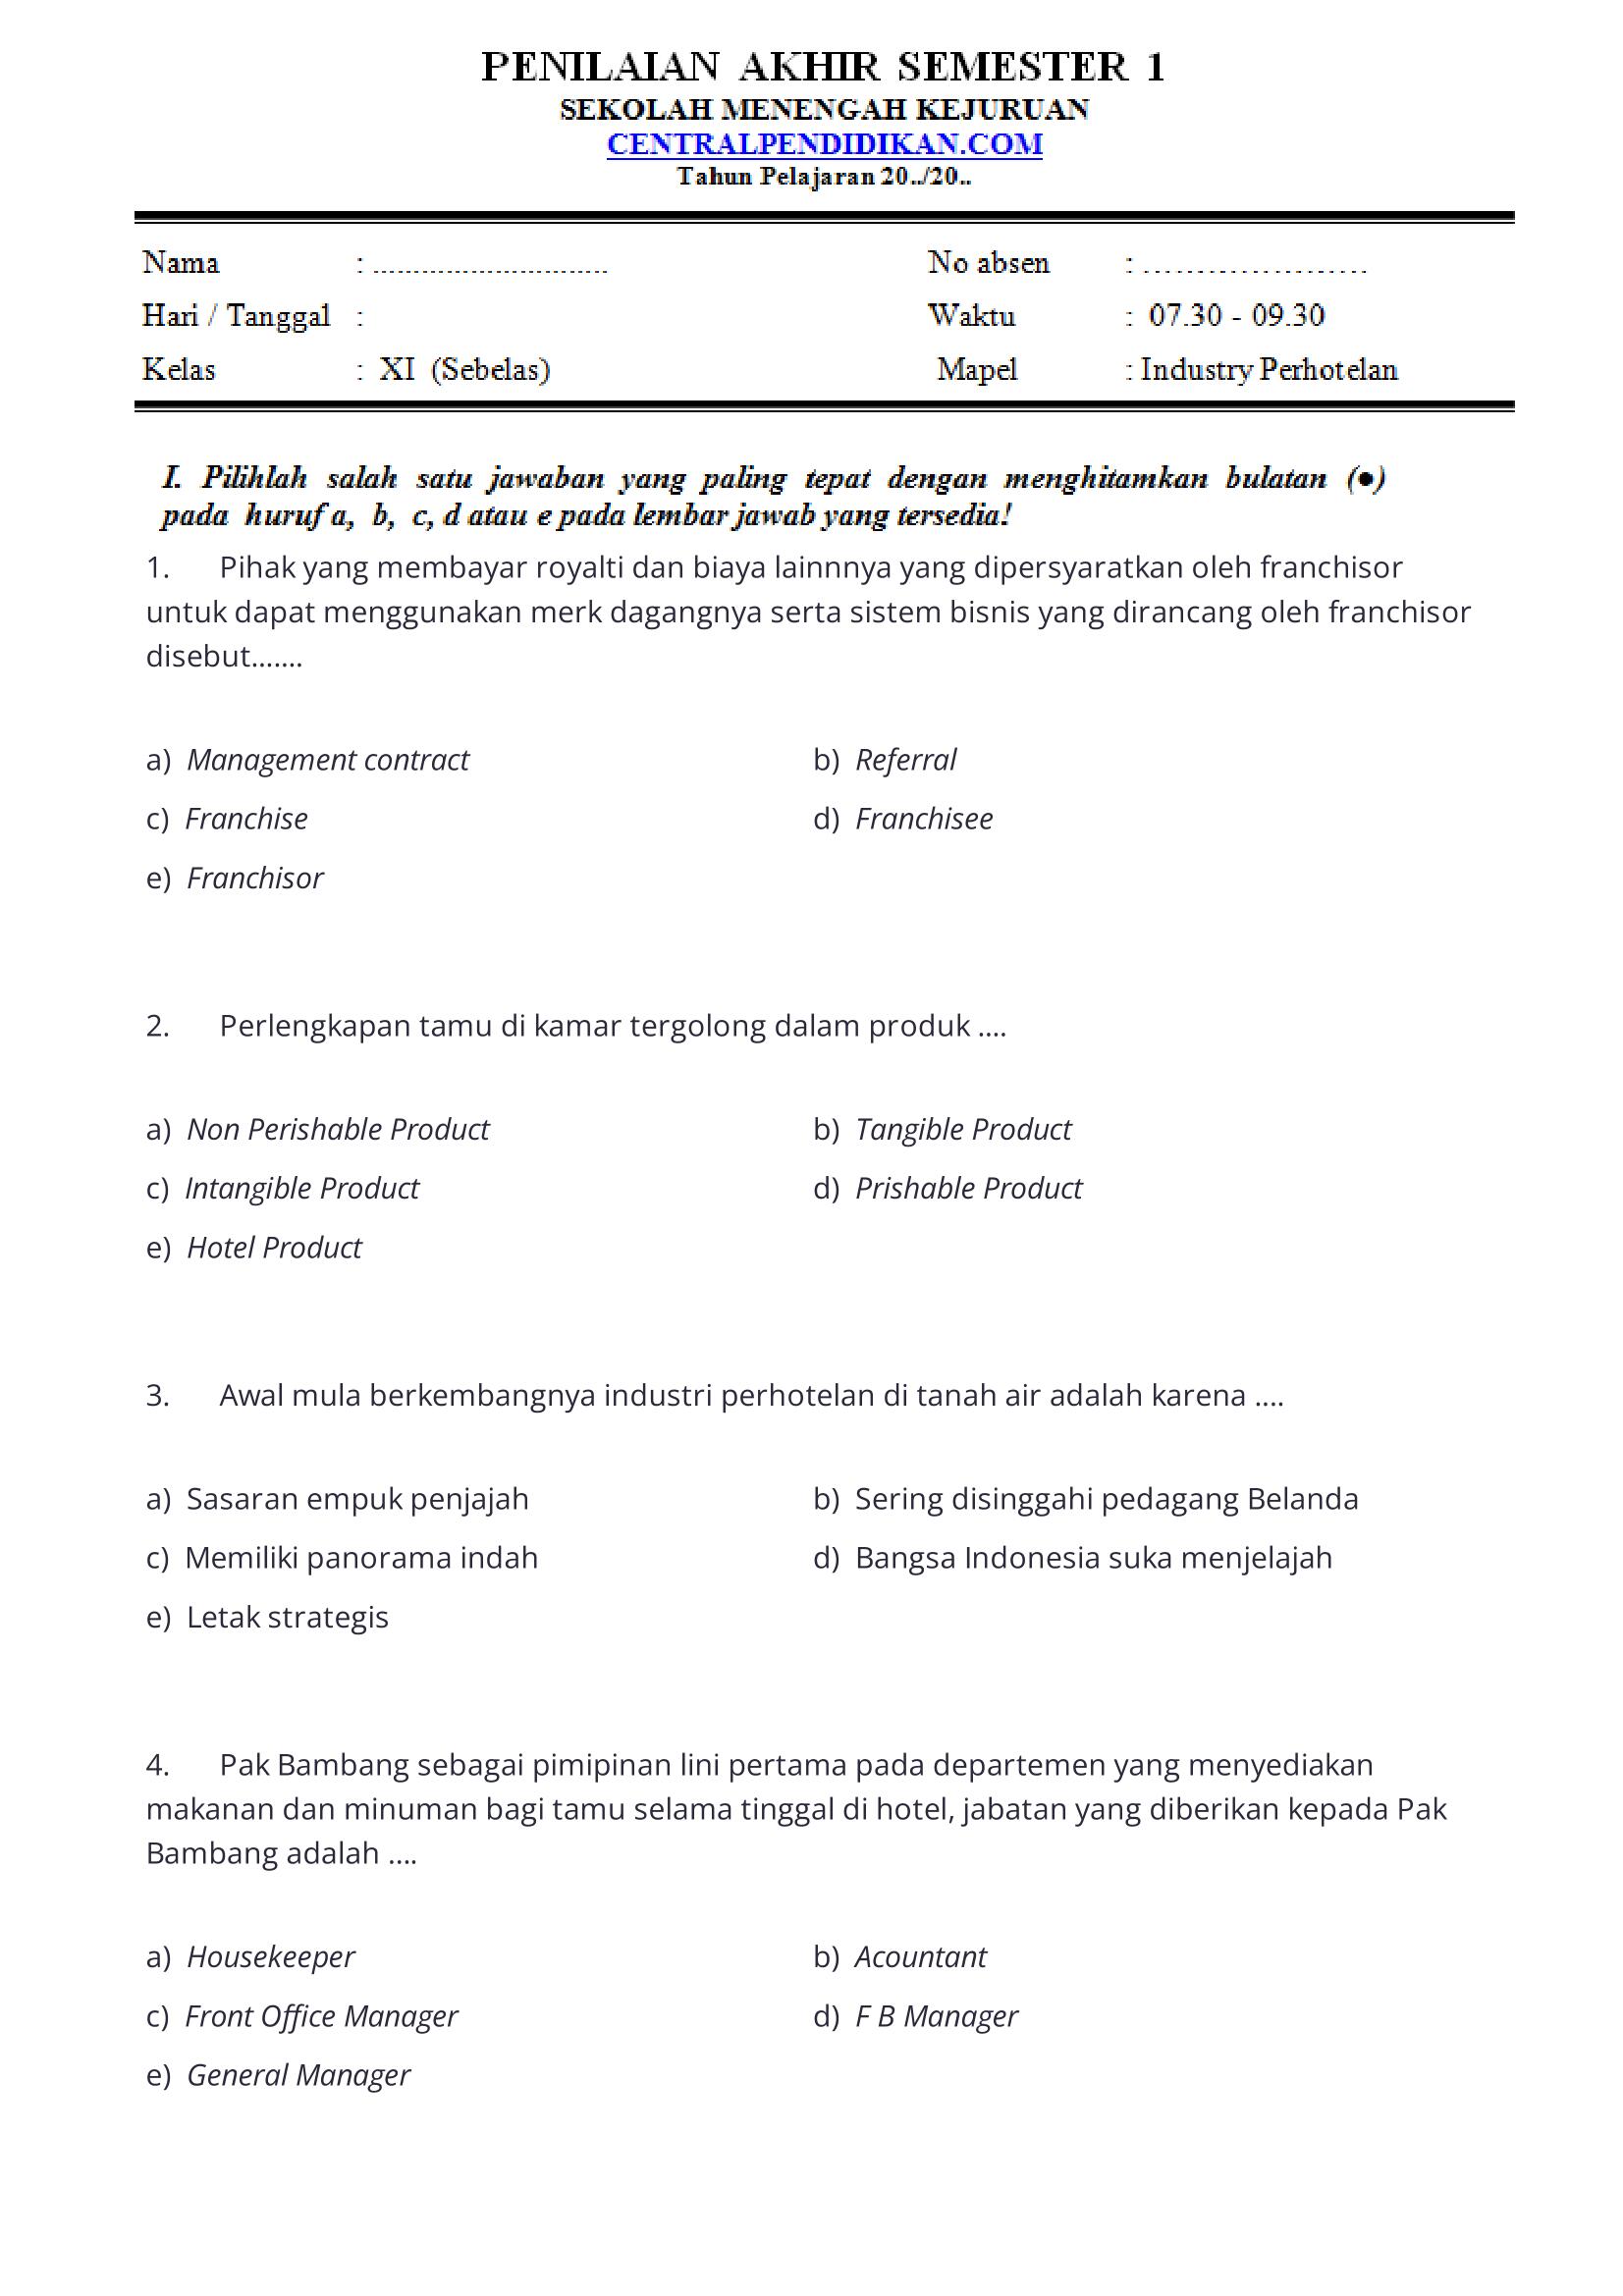 PENILAIAN AKHIR SEMESTER 1
SEKOLAH MENENGAH KEJURUAN
CENTRALPENDIDIKAN.COM
Tahun Pelajaran 20../20..
Nama : ............................. No absen : .....................
Hari / Tanggal : Waktu : 07.30 - 09.30
Kelas : XI (Sebelas) Mapel : Industry Perhotelan
I. Pilihlah salah satu jawaban yang paling tepat dengan menghitamkan bulatan (●)
pada huruf a, b, c, d atau e pada lembar jawab yang tersedia!
1. Pihak yang membayar royalti dan biaya lainnnya yang dipersyaratkan oleh franchisor
untuk dapat menggunakan merk dagangnya serta sistem bisnis yang dirancang oleh franchisor
disebut.......
a) Management contract b) Referral
c) Franchise d) Franchisee
e) Franchisor
2. Perlengkapan tamu di kamar tergolong dalam produk ....
a) Non Perishable Product b) Tangible Product
c) Intangible Product d) Prishable Product
e) Hotel Product
3. Awal mula berkembangnya industri perhotelan di tanah air adalah karena ....
a) Sasaran empuk penjajah b) Sering disinggahi pedagang Belanda
c) Memiliki panorama indah d) Bangsa Indonesia suka menjelajah
e) Letak strategis
4. Pak Bambang sebagai pimipinan lini pertama pada departemen yang menyediakan
makanan dan minuman bagi tamu selama tinggal di hotel, jabatan yang diberikan kepada Pak
Bambang adalah ....
a) Housekeeper b) Acountant
c) Front Office Manager d) F B Manager
e) General Manager